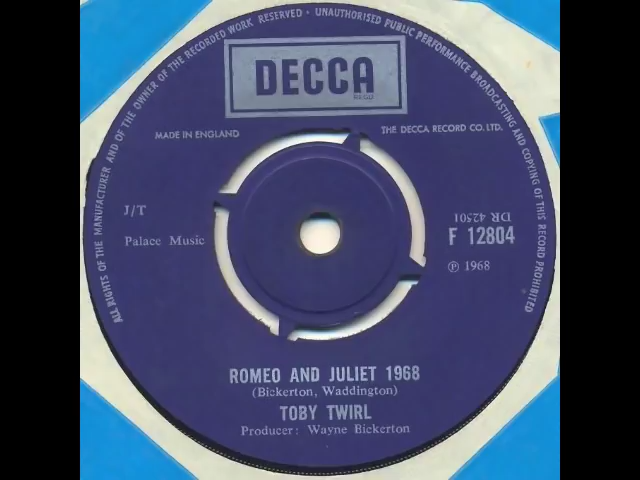 ALL RIGHTS OF THE MANUFACTURER AND OF THE OWNER OF THE RECORDED WORK RESERVED · UNAUTHORISED PUBLIC PERFORMANCE BROADCASTING AND COPYING OF THIS RECORD PROHIBITED
DECCA
REGD
MADE IN ENGLAND
THE DECCA RECORD CO. LTD.
J/T
Palace Music
DR 42501
F 12804
℗ 1968
ROMEO AND JULIET 1968
(Bickerton, Waddington)
TOBY TWIRL
Producer: Wayne Bickerton